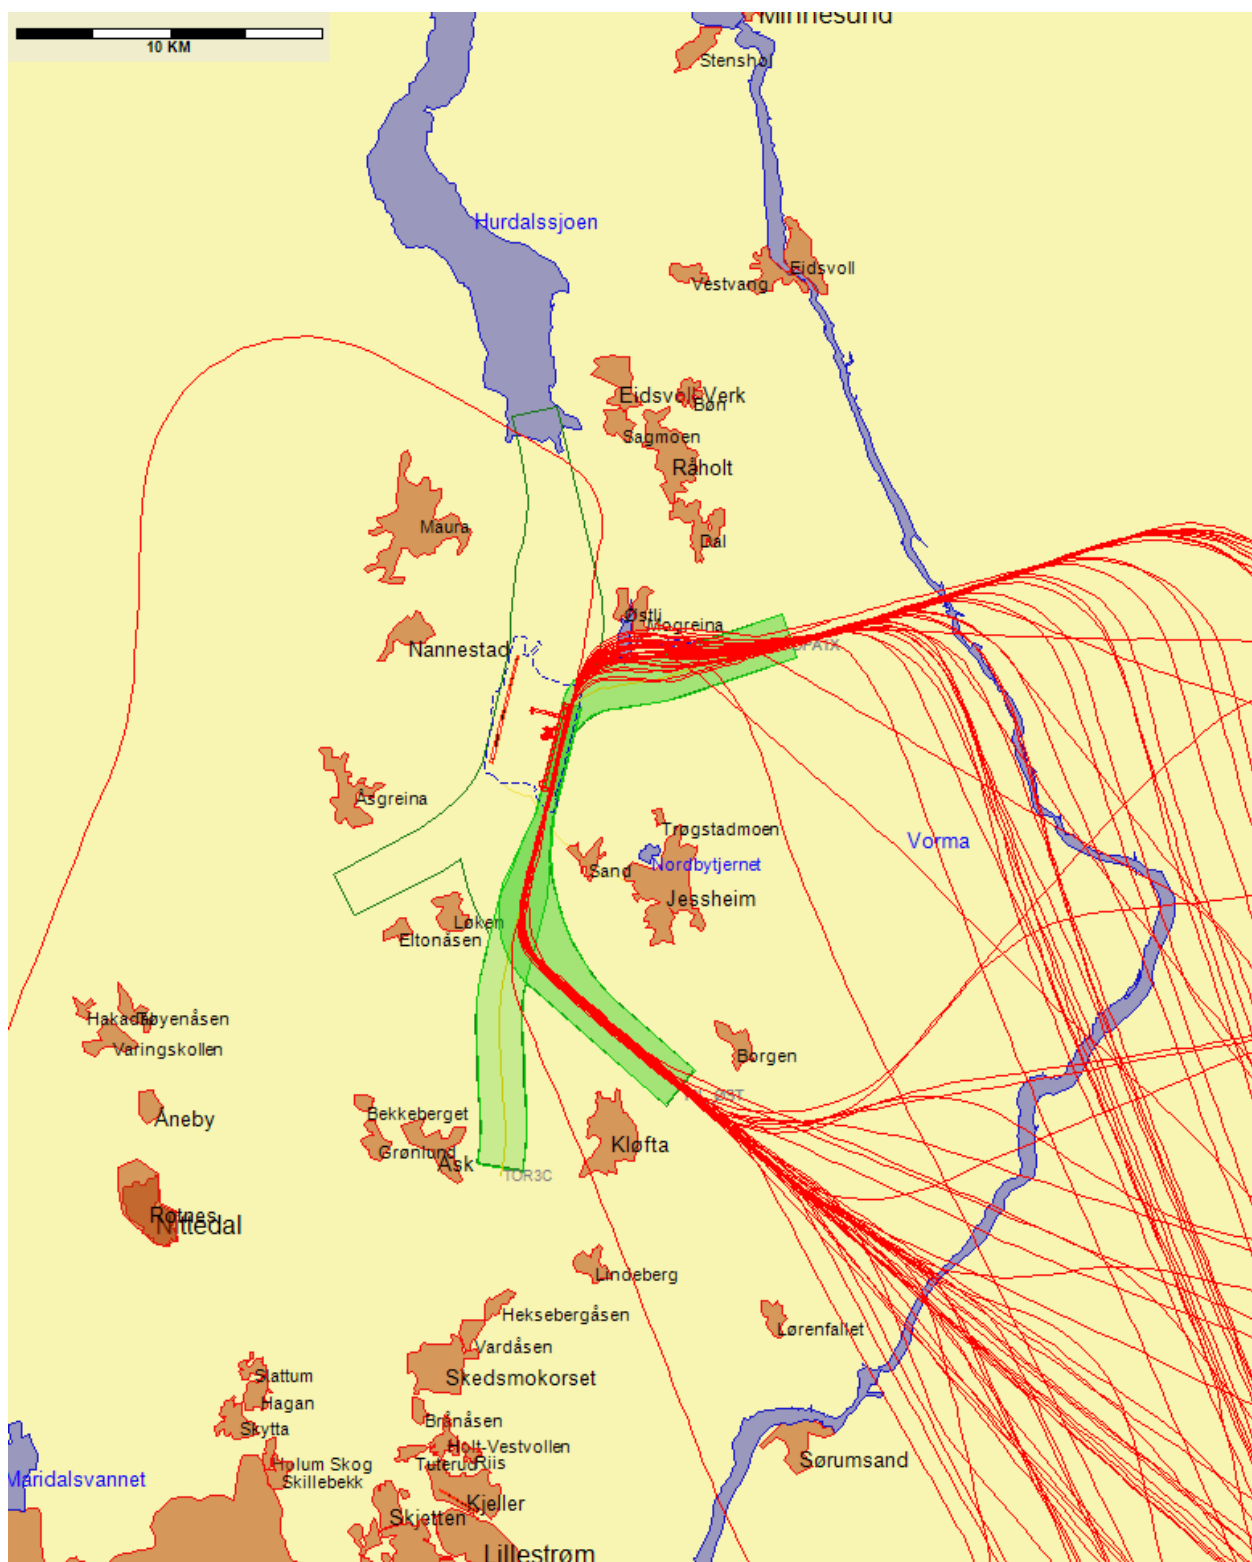 Minnesund
10 KM
Stenshoj
Hurdalssjoen
Eidsvoll
Vestvang
Eidsvoll Verk
Bøn
Sagmoen
Råholt
Maura
Dal
Østli
Mogreina
Nannestad
Åsgreina
Trøgstadmoen
Vorma
Nordbytjernet
Sand
Jessheim
Løken
Eltonåsen
Hakadal
Tøyenåsen
Varingskollen
Borgen
Bekkeberget
Åneby
Kløfta
Grønlund
Ask
TOR3C
Rotnes
Nittedal
Lindeberg
Heksebergåsen
Lørenfallet
Vardåsen
Slattum
Skedsmokorset
Hagan
Brånåsen
Skytta
Holt-Vestvollen
Holum Skog
Tuterud
Riis
Sørumsand
Maridalsvannet
Skillebekk
Kjeller
Skjetten
Lillestrøm